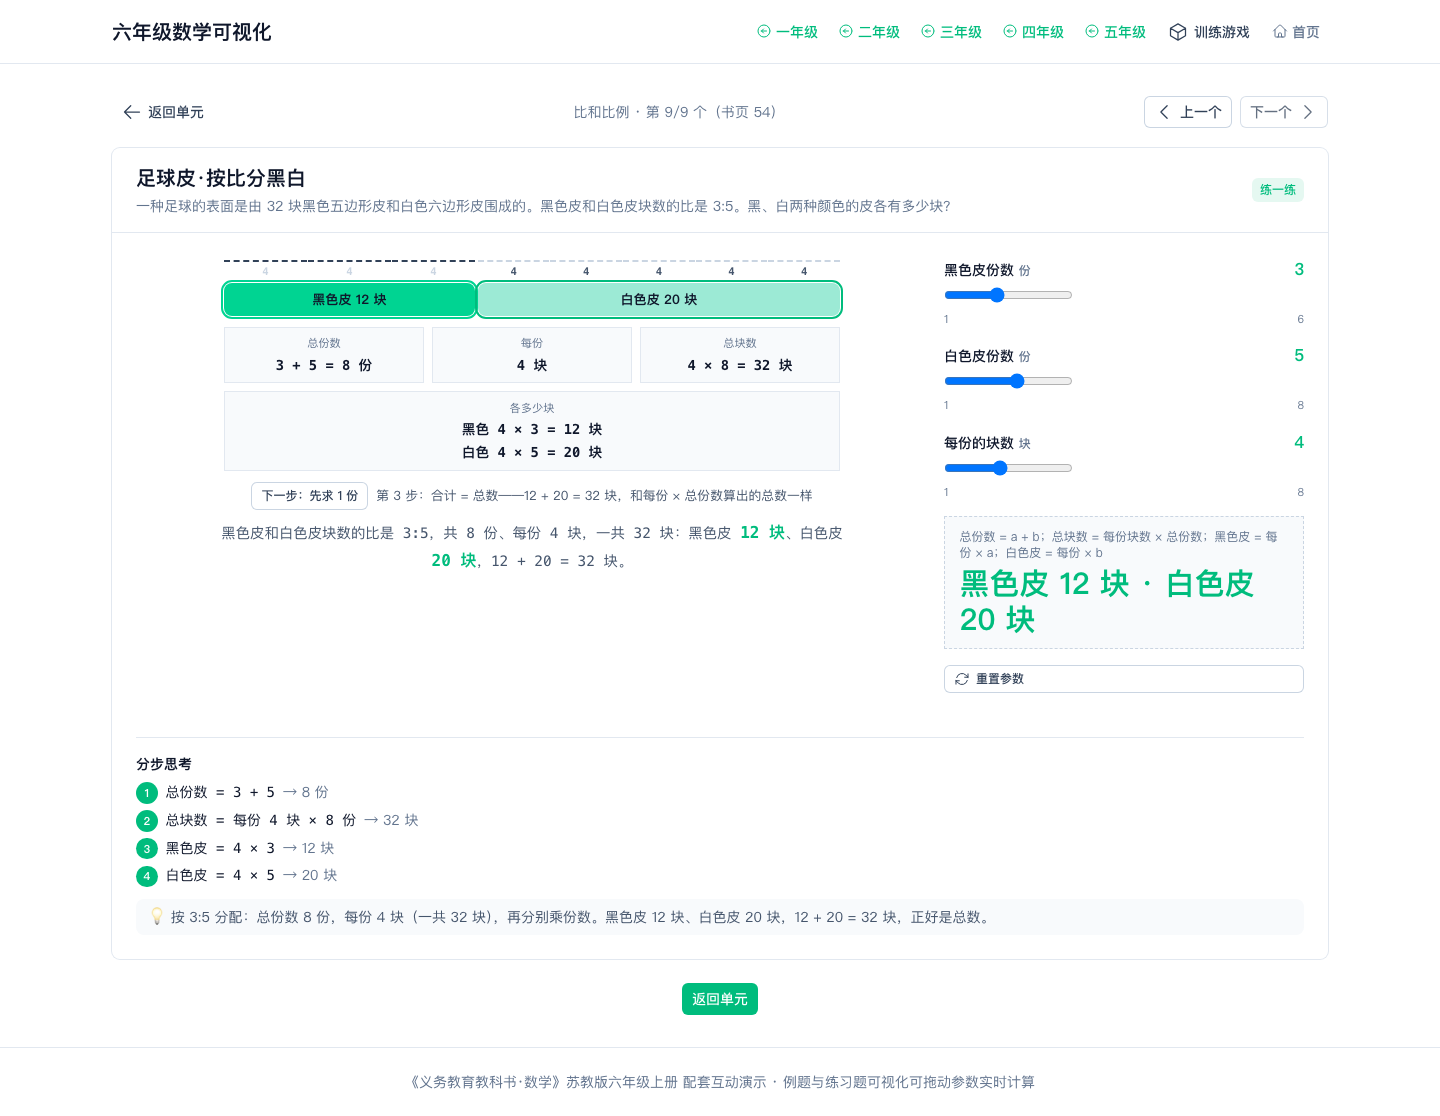 六年级数学可视化
一年级 二年级 三年级 四年级 五年级 训练游戏 首页
返回单元
比和比例 · 第 9/9 个（书页 54）
上一个 下一个
足球皮·按比分黑白
一种足球的表面是由 32 块黑色五边形皮和白色六边形皮围成的。黑色皮和白色皮块数的比是 3:5。黑、白两种颜色的皮各有多少块？
练一练
4 4 4 4 4 4 4 4
黑色皮 12 块 白色皮 20 块
总份数 每份 总块数
3 + 5 = 8 份 4 块 4 × 8 = 32 块
各多少块
黑色 4 × 3 = 12 块
白色 4 × 5 = 20 块
下一步：先求 1 份 第 3 步：合计 = 总数——12 + 20 = 32 块，和每份 × 总份数算出的总数一样
黑色皮和白色皮块数的比是 3:5，共 8 份、每份 4 块，一共 32 块：黑色皮 12 块、白色皮
20 块，12 + 20 = 32 块。
黑色皮份数 份 3
1 6
白色皮份数 份 5
1 8
每份的块数 块 4
1 8
总份数 = a + b；总块数 = 每份块数 × 总份数；黑色皮 = 每
份 × a；白色皮 = 每份 × b
黑色皮 12 块 · 白色皮
20 块
重置参数
分步思考
1 总份数 = 3 + 5 → 8 份
2 总块数 = 每份 4 块 × 8 份 → 32 块
3 黑色皮 = 4 × 3 → 12 块
4 白色皮 = 4 × 5 → 20 块
按 3:5 分配：总份数 8 份，每份 4 块（一共 32 块），再分别乘份数。黑色皮 12 块、白色皮 20 块，12 + 20 = 32 块，正好是总数。
返回单元
《义务教育教科书·数学》苏教版六年级上册 配套互动演示 · 例题与练习题可视化可拖动参数实时计算